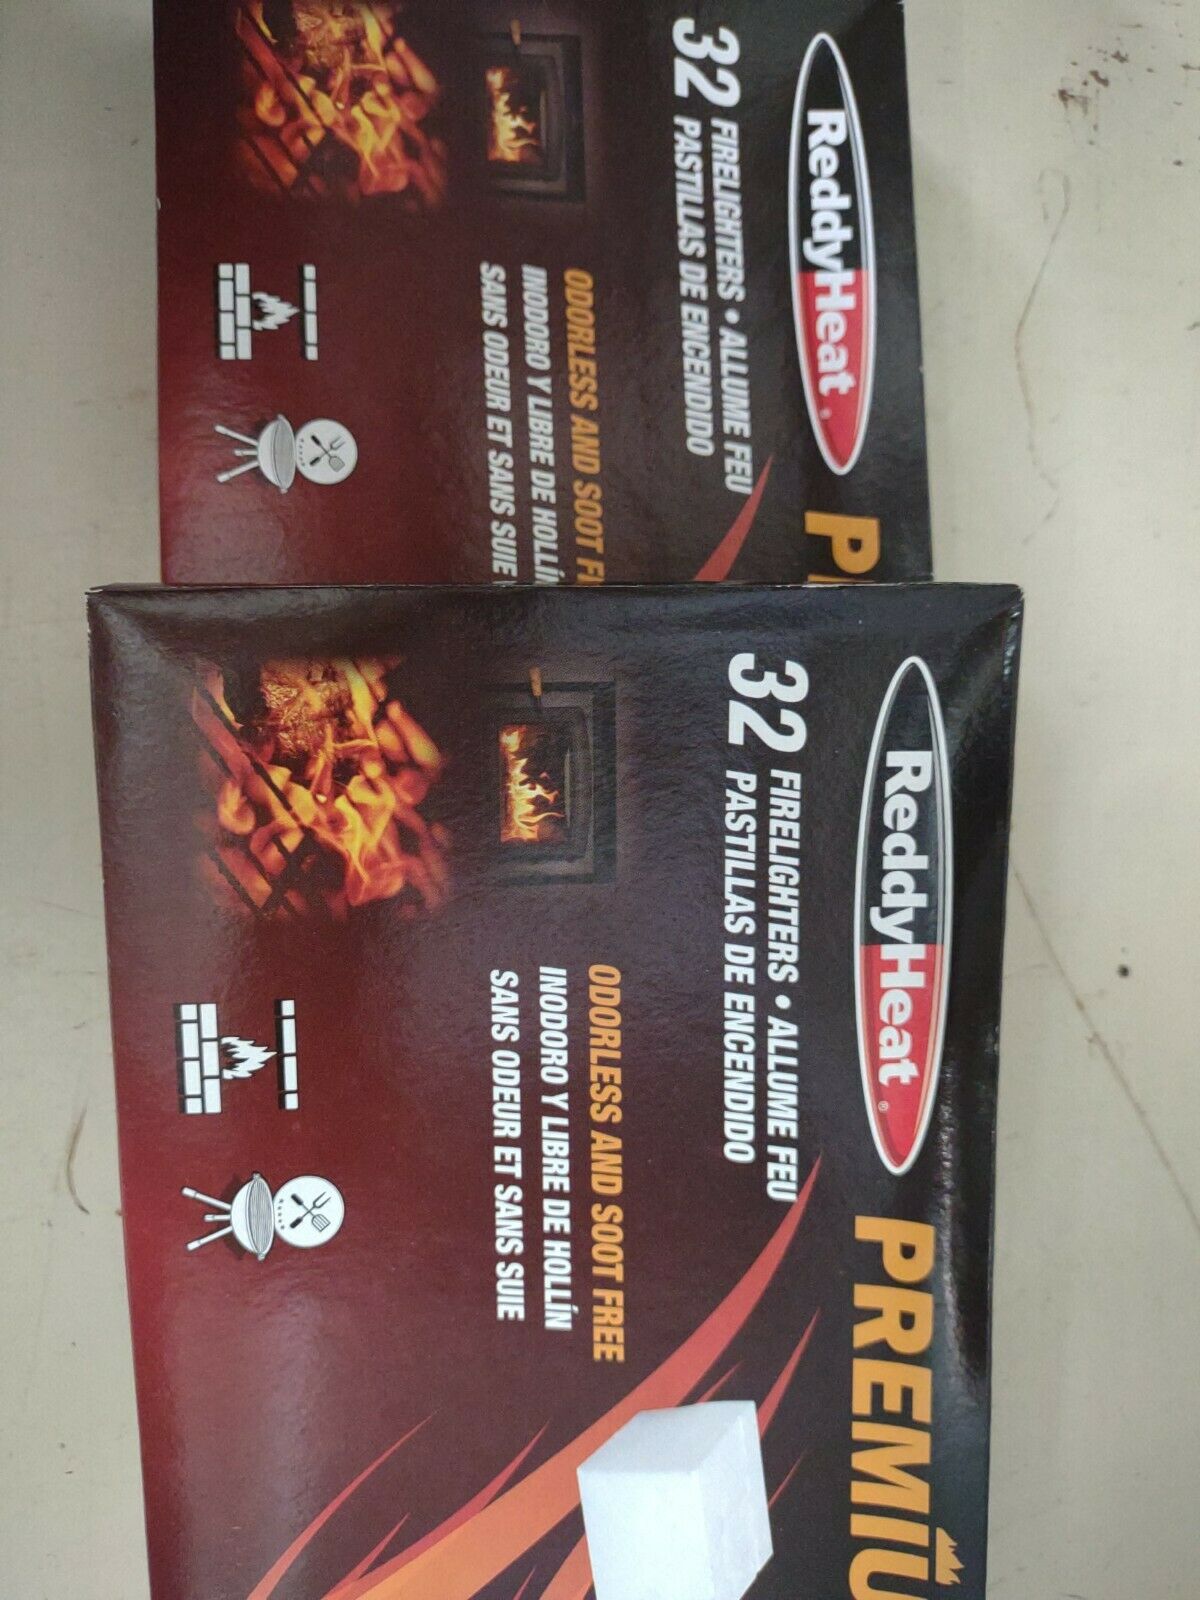 ReddyHeat
P
32 FIRELIGHTERS • ALLUME FEU
PASTILLAS DE ENCENDIDO
ODORLESS AND SOOT
INODORO Y LIBRE DE HOLLÍN
SANS ODEUR ET SANS SUIE
ReddyHeat® PREMIU
32 FIRELIGHTERS • ALLUME FEU
PASTILLAS DE ENCENDIDO
ODORLESS AND SOOT FREE
INODORO Y LIBRE DE HOLLÍN
SANS ODEUR ET SANS SUIE